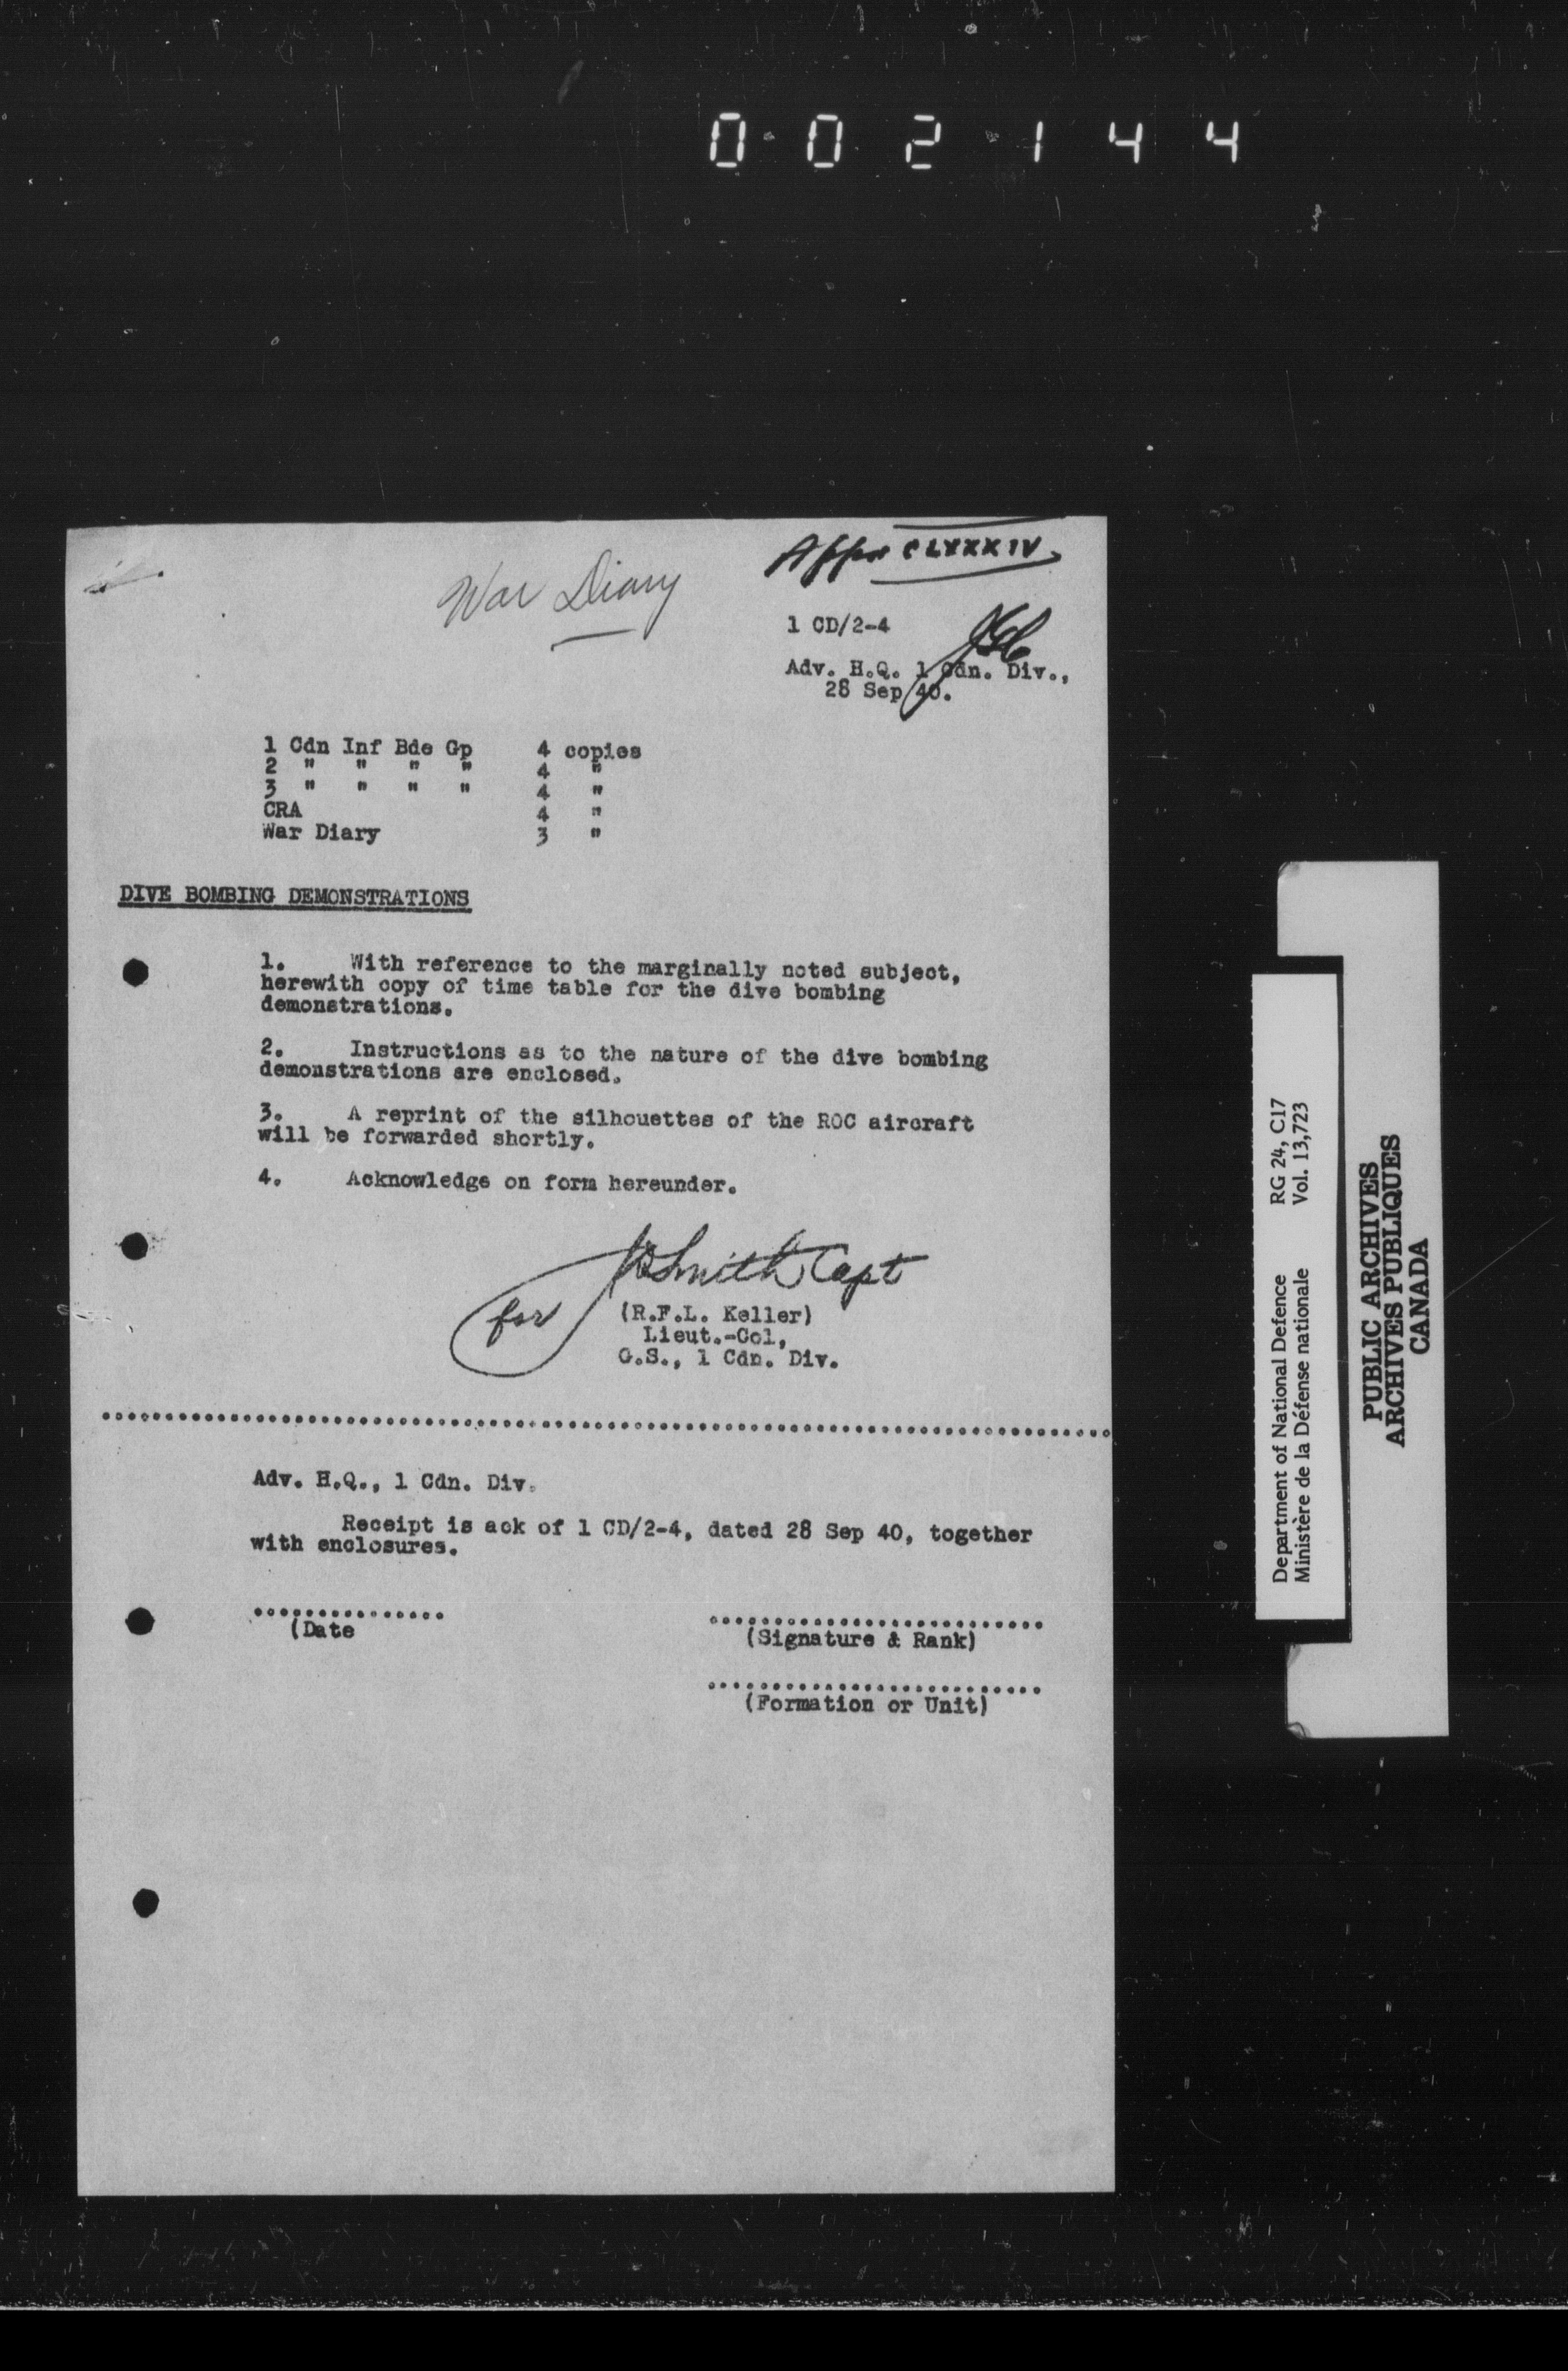 002144
War Diary
Appx CLXXXIV
1 CD/2-4
Adv. H.Q. 1 Cdn. Div.,
28 Sep 40.
1 Cdn Inf Bde Gp 4 copies
2 " " " " 4 "
3 " " " " 4 "
CRA 4 "
War Diary 3 "
DIVE BOMBING DEMONSTRATIONS
1. With reference to the marginally noted subject,
herewith copy of time table for the dive bombing
demonstrations.
2. Instructions as to the nature of the dive bombing
demonstrations are enclosed.
3. A reprint of the silhouettes of the ROC aircraft
will be forwarded shortly.
4. Acknowledge on form hereunder.
Smith Capt
for (R.F.L. Keller)
Lieut.-Col,
G.S., 1 Cdn. Div.
Adv. H.Q., 1 Cdn. Div.
Receipt is ack of 1 CD/2-4, dated 28 Sep 40, together
with enclosures.
(Date
(Signature & Rank)
(Formation or Unit)
Department of National Defence RG 24, C17
Ministère de la Défense nationale Vol. 13,723
PUBLIC ARCHIVES
ARCHIVES PUBLIQUES
CANADA